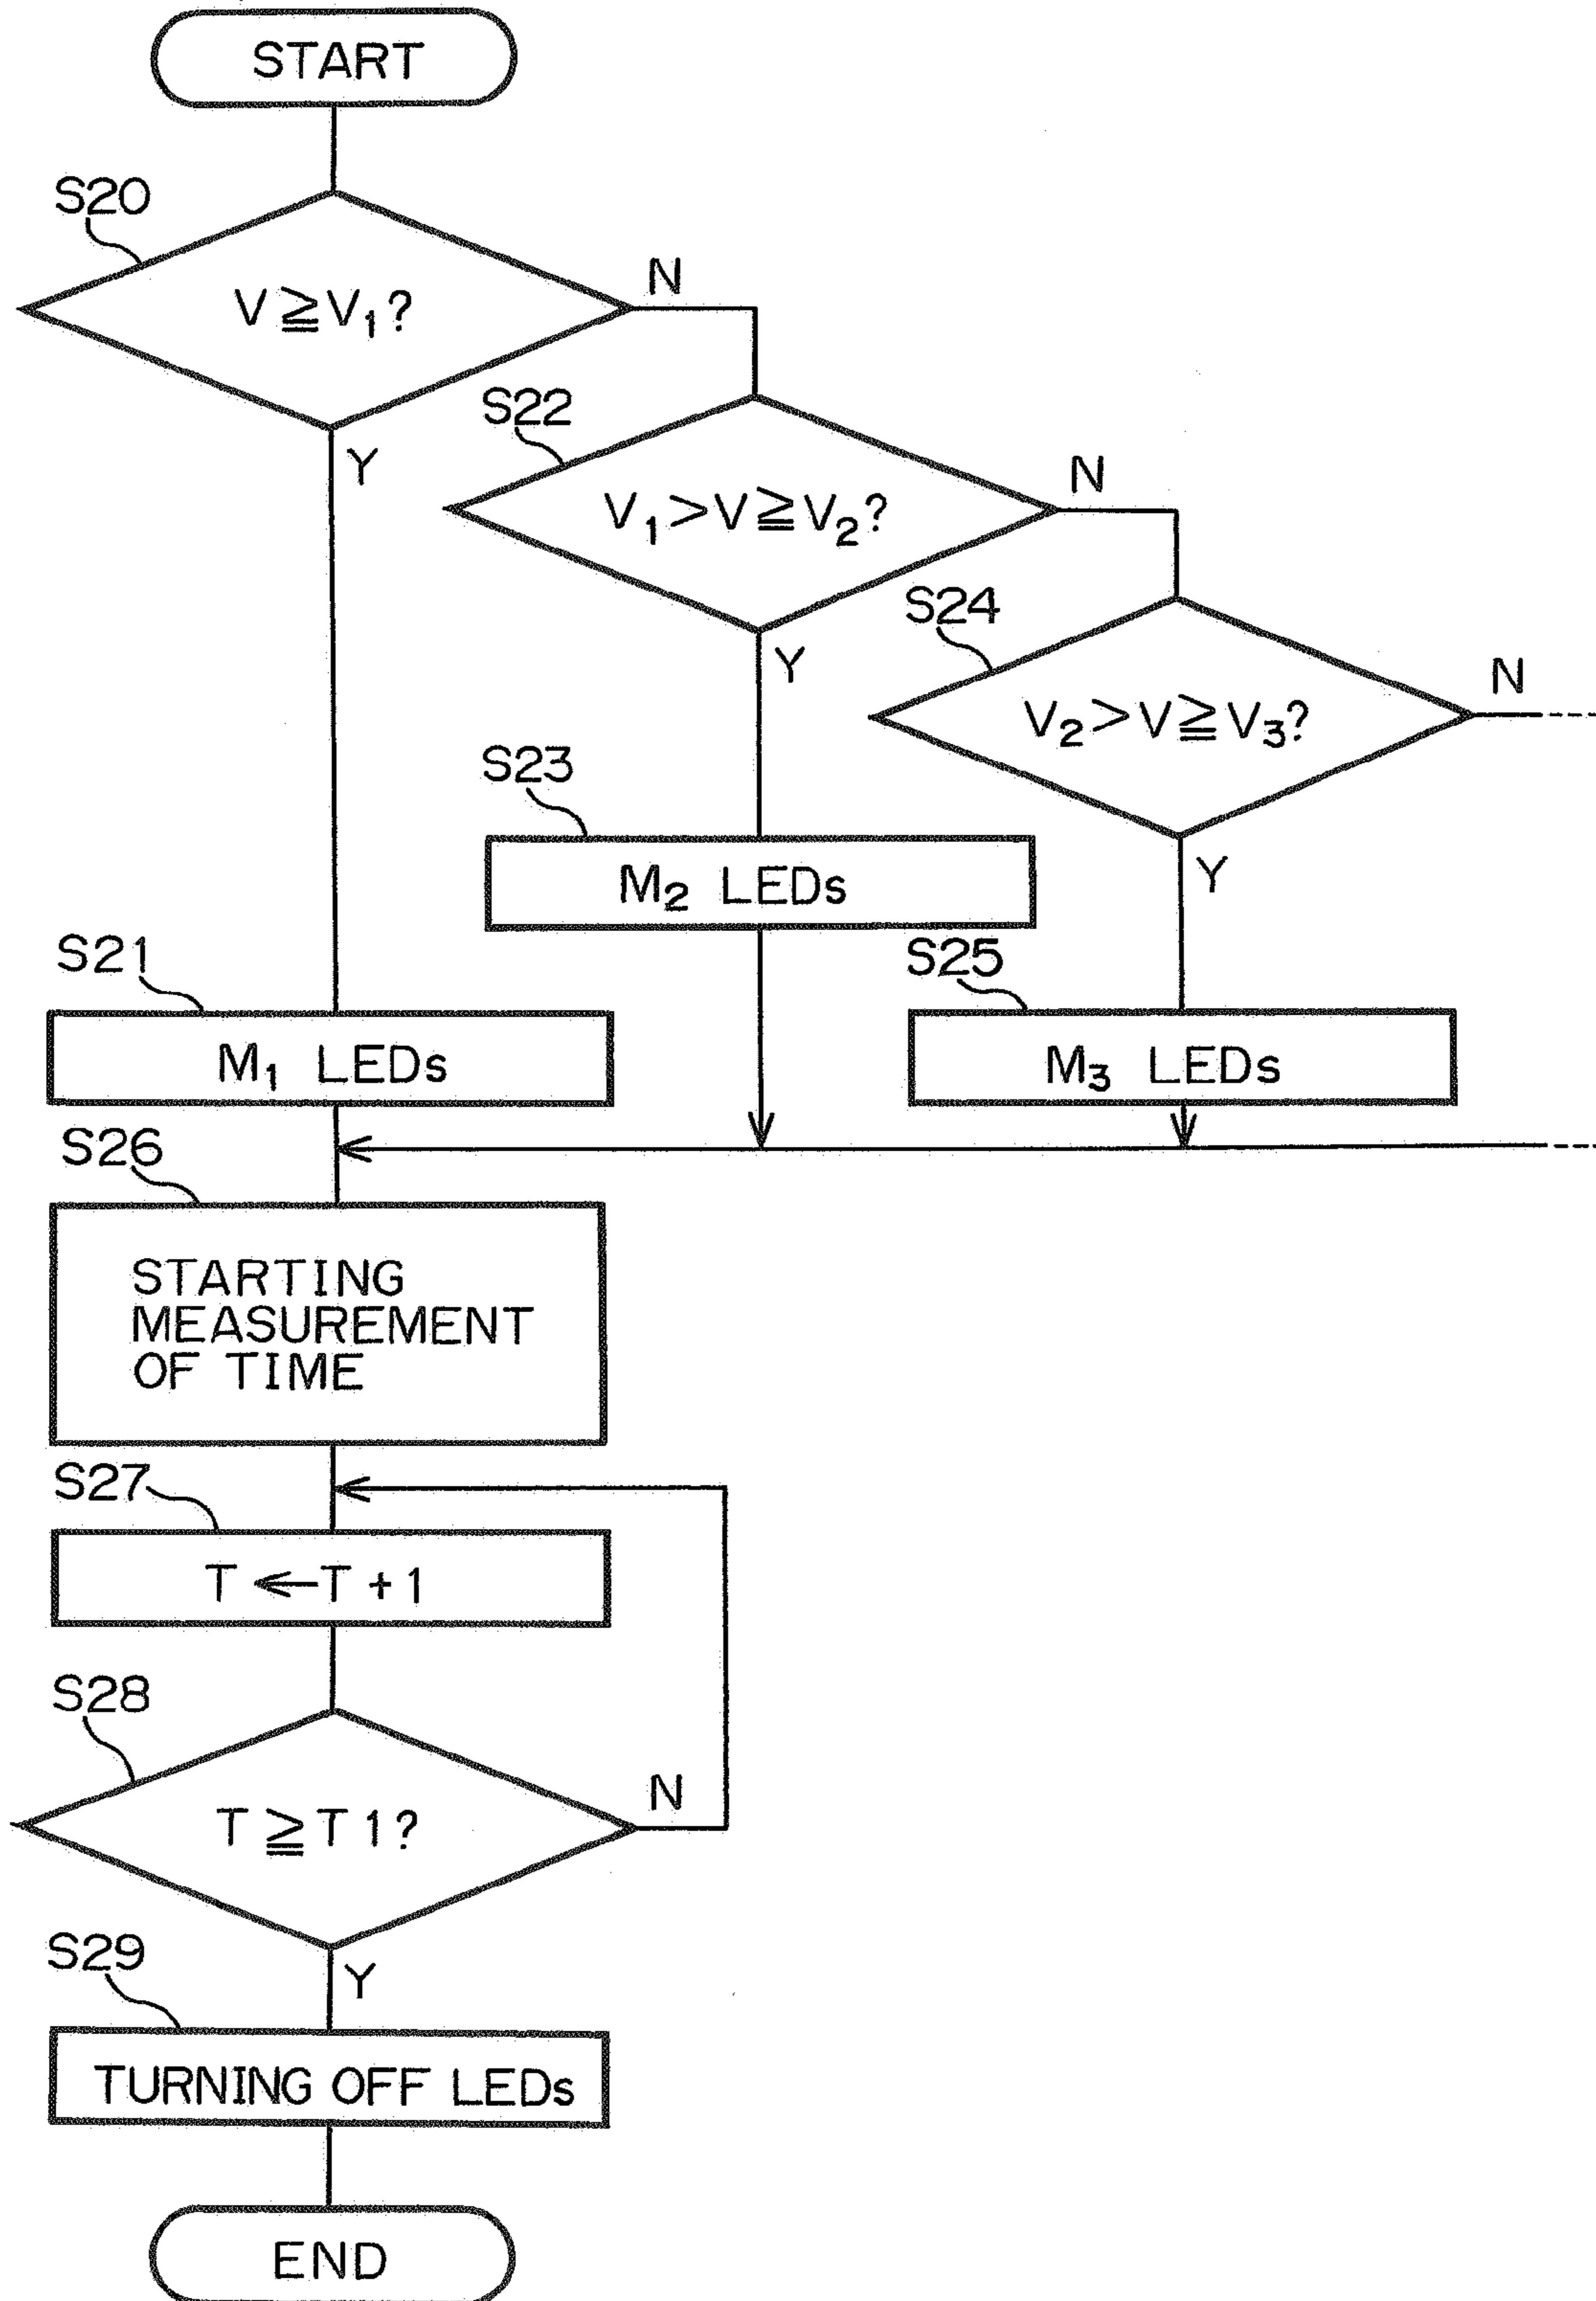 START
S20
V≧V₁?
N
Y
S22
V₁>V≧V₂?
N
Y
S24
V₂>V≧V₃?
N
Y
S23
M₂ LEDs
S21
M₁ LEDs
S25
M₃ LEDs
S26
STARTING
MEASUREMENT
OF TIME
S27
T←T+1
S28
T≧T1?
N
Y
S29
TURNING OFF LEDs
END